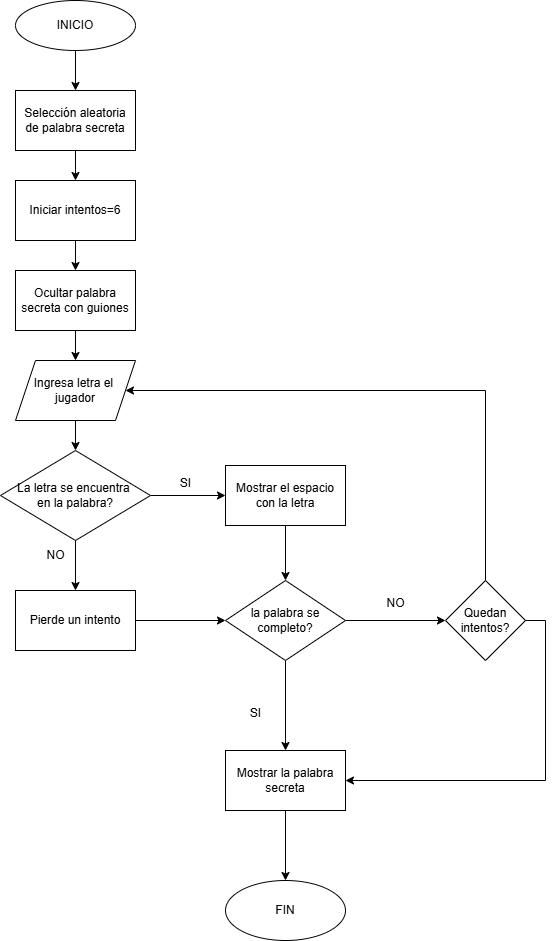 INICIO
Selección aleatoria
de palabra secreta
Iniciar intentos=6
Ocultar palabra
secreta con guiones
Ingresa letra el
jugador
La letra se encuentra
en la palabra?
SI
Mostrar el espacio
con la letra
NO
Pierde un intento
la palabra se
completo?
NO
Quedan
intentos?
SI
Mostrar la palabra
secreta
FIN